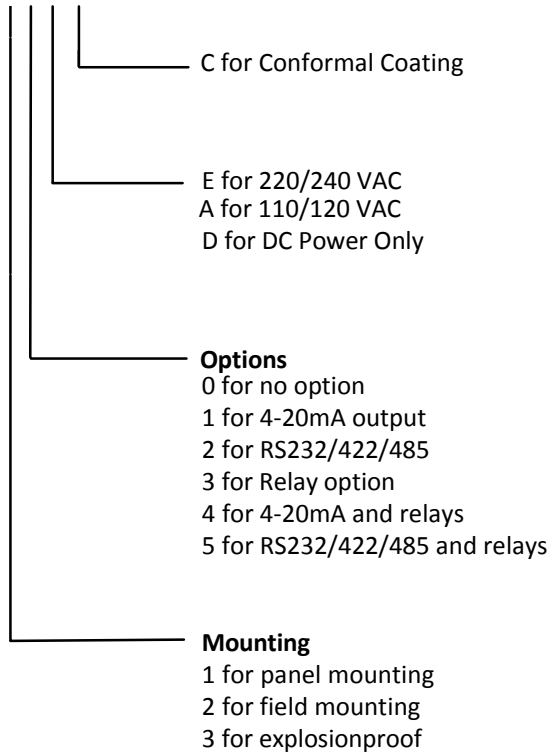 C for Conformal Coating
E for 220/240 VAC
A for 110/120 VAC
D for DC Power Only
Options
0 for no option
1 for 4-20mA output
2 for RS232/422/485
3 for Relay option
4 for 4-20mA and relays
5 for RS232/422/485 and relays
Mounting
1 for panel mounting
2 for field mounting
3 for explosionproof